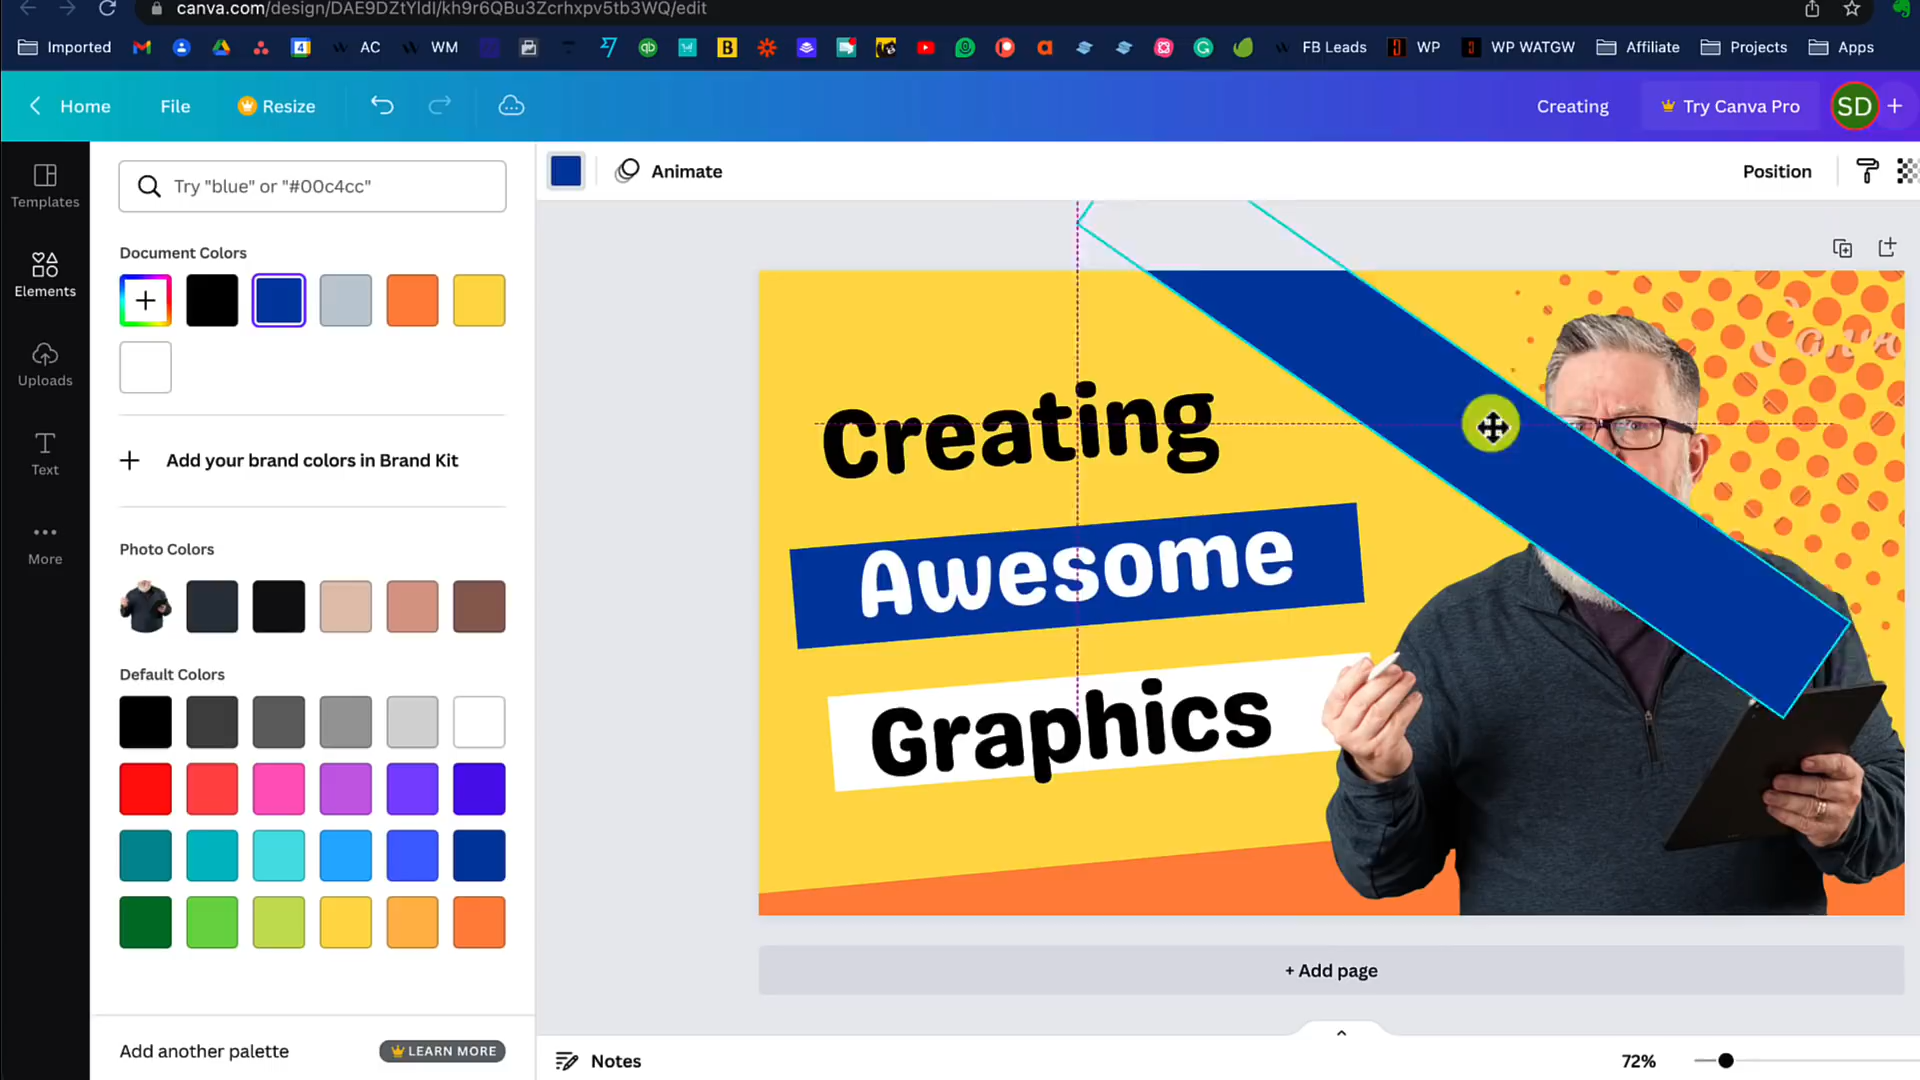 canva.com/design/DAE9DZtYIdI/kh9r6QBu3Zcrhxpv5tb3WQ/edit
Imported
AC
WM
FB Leads
WP
WP WATGW
Affiliate
Projects
Apps
Home
File
Resize
Creating
Try Canva Pro
SD
Templates
Elements
Uploads
Text
More
Try "blue" or "#00c4cc"
Document Colors
Add your brand colors in Brand Kit
Photo Colors
Default Colors
Add another palette
LEARN MORE
Animate
Position
Creating
Awesome
Graphics
+ Add page
Notes
72%